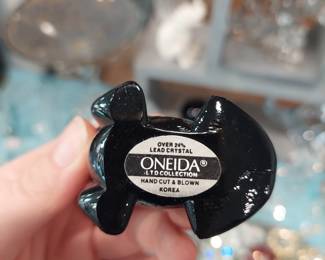 OVER 24%
LEAD CRYSTAL
ONEIDA®
LTD COLLECTION
HAND CUT & BLOWN
KOREA